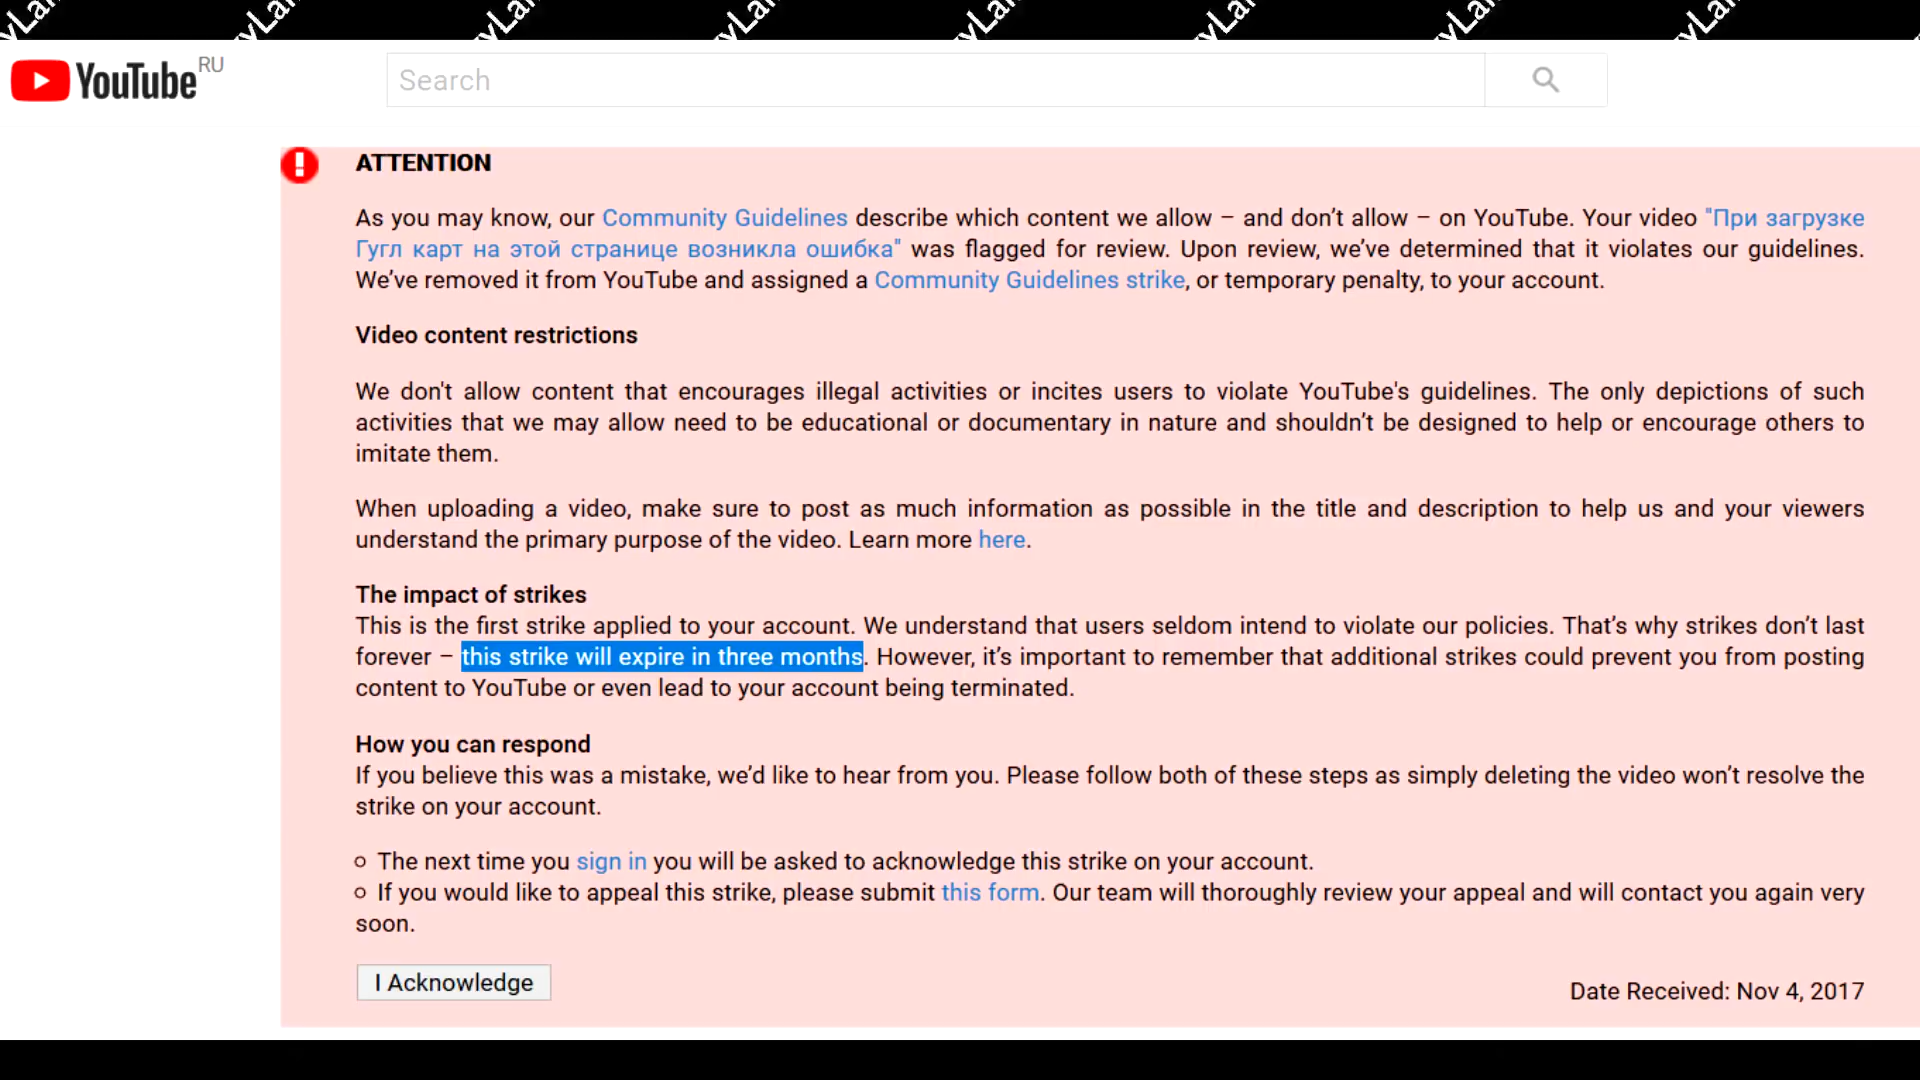 YouTube RU
Search
ATTENTION
As you may know, our Community Guidelines describe which content we allow – and don’t allow – on YouTube. Your video "При загрузке
Гугл карт на этой странице возникла ошибка" was flagged for review. Upon review, we’ve determined that it violates our guidelines.
We’ve removed it from YouTube and assigned a Community Guidelines strike, or temporary penalty, to your account.
Video content restrictions
We don't allow content that encourages illegal activities or incites users to violate YouTube's guidelines. The only depictions of such
activities that we may allow need to be educational or documentary in nature and shouldn’t be designed to help or encourage others to
imitate them.
When uploading a video, make sure to post as much information as possible in the title and description to help us and your viewers
understand the primary purpose of the video. Learn more here.
The impact of strikes
This is the first strike applied to your account. We understand that users seldom intend to violate our policies. That’s why strikes don’t last
forever – this strike will expire in three months. However, it’s important to remember that additional strikes could prevent you from posting
content to YouTube or even lead to your account being terminated.
How you can respond
If you believe this was a mistake, we’d like to hear from you. Please follow both of these steps as simply deleting the video won’t resolve the
strike on your account.
The next time you sign in you will be asked to acknowledge this strike on your account.
If you would like to appeal this strike, please submit this form. Our team will thoroughly review your appeal and will contact you again very
soon.
I Acknowledge
Date Received: Nov 4, 2017